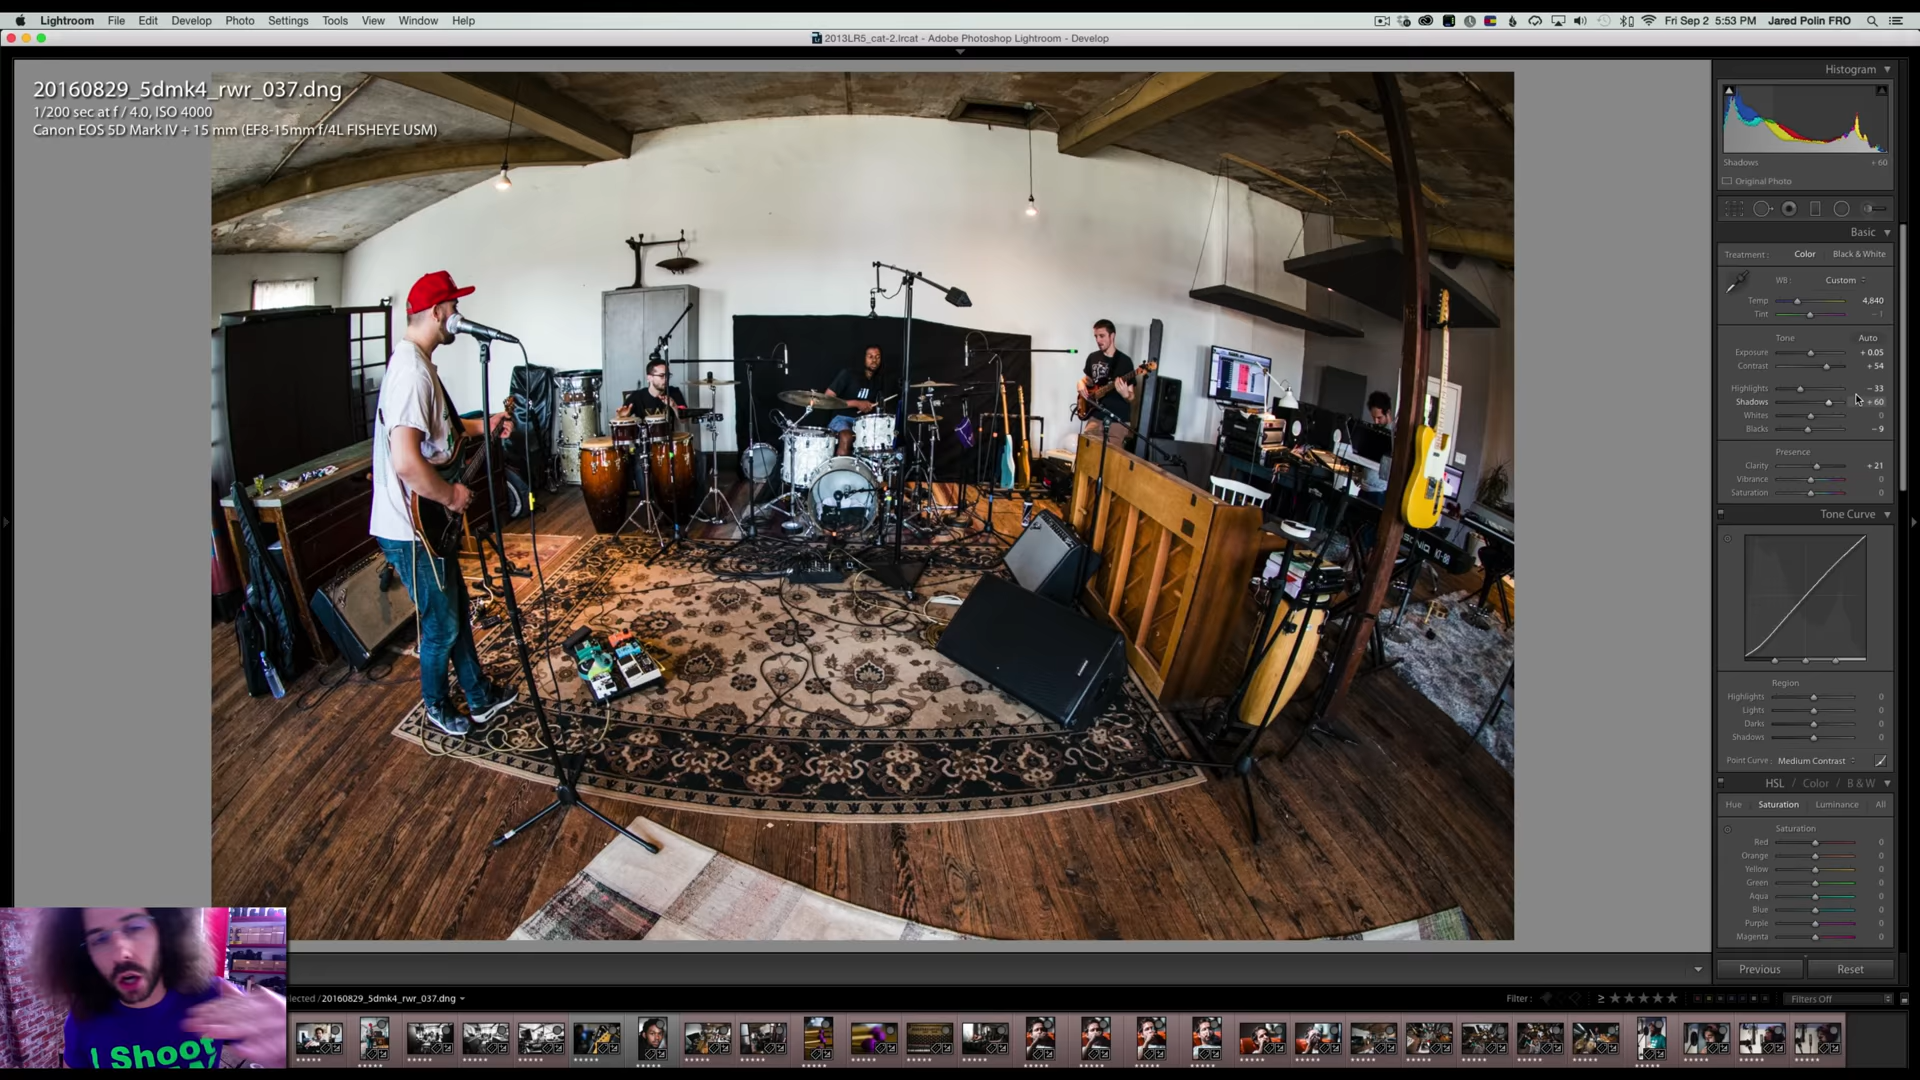 Lightroom File Edit Develop Photo Settings Tools View Window Help Fri Sep 2 5:53 PM Jared Polin FRO
2013LR5_cat-2.lrcat - Adobe Photoshop Lightroom - Develop
20160829_5dmk4_rwr_037.dng
1/200 sec at f / 4.0, ISO 4000
Canon EOS 5D Mark IV + 15 mm (EF8-15mm f/4L FISHEYE USM)
Histogram
Shadows + 60
Original Photo
Basic
Treatment : Color Black & White
WB : Custom
Temp 4,840
Tint - 1
Tone Auto
Exposure + 0.05
Contrast + 54
Highlights - 33
Shadows + 60
Whites 0
Blacks - 9
Presence
Clarity + 21
Vibrance 0
Saturation 0
Tone Curve
Region
Highlights 0
Lights 0
Darks 0
Shadows 0
Point Curve : Medium Contrast
HSL / Color / B & W
Hue Saturation Luminance All
Saturation
Red 0
Orange 0
Yellow 0
Green 0
Aqua 0
Blue 0
Purple 0
Magenta 0
Previous Reset
I Shoot
lected / 20160829_5dmk4_rwr_037.dng
Filter : ≥ ★★★★★ Filters Off